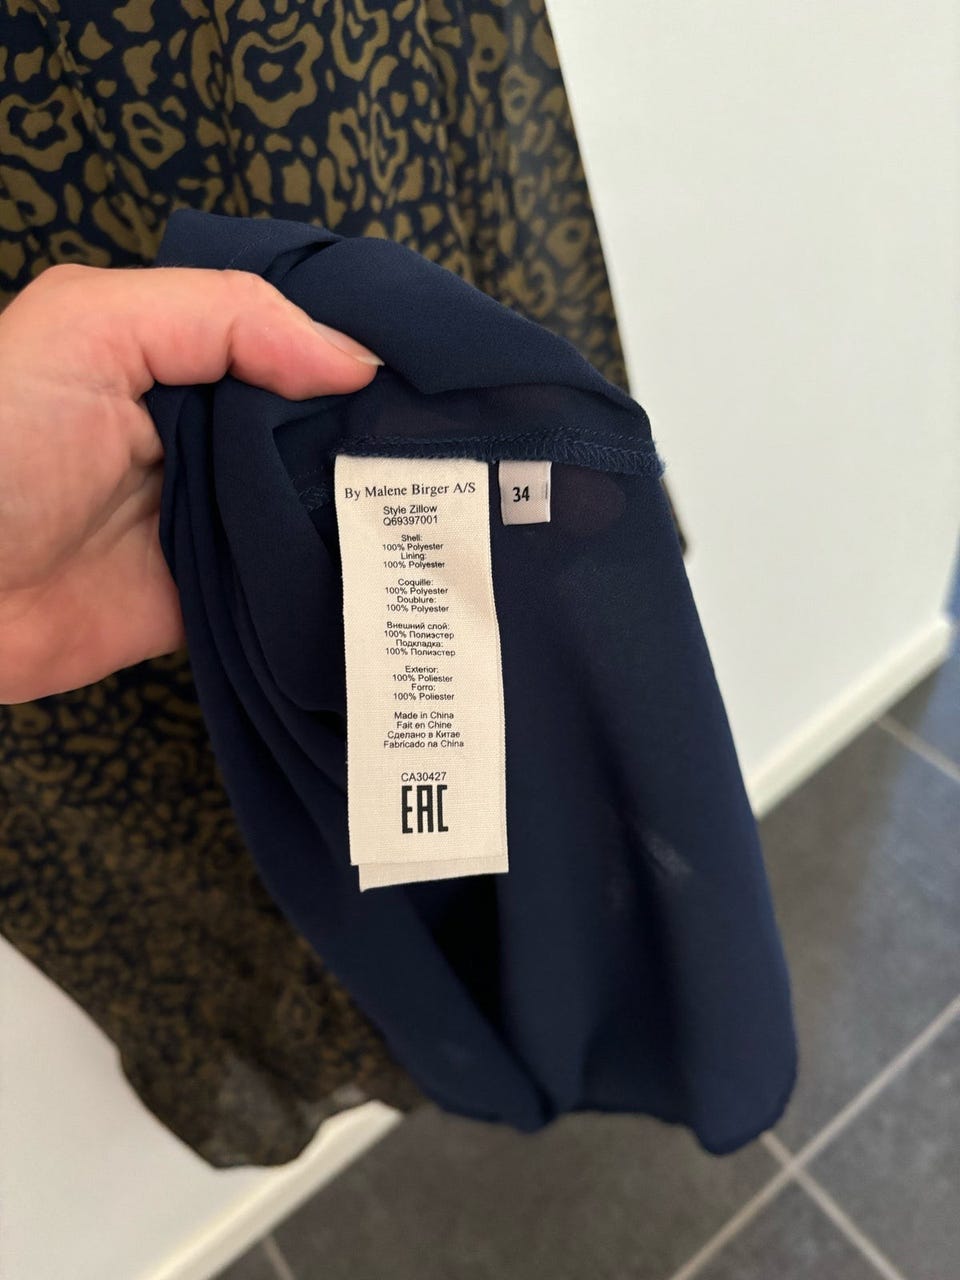 By Malene Birger A/S
Style Zillow
Q69397001
Shell:
100% Polyester
Lining:
100% Polyester
Coquille:
100% Polyester
Doublure:
100% Polyester
Внешний слой:
100% Полиэстер
Подкладка:
100% Полиэстер
Exterior:
100% Poliester
Forro:
100% Poliester
Made in China
Fait en Chine
Сделано в Китае
Fabricado na China
CA30427
EAC
34